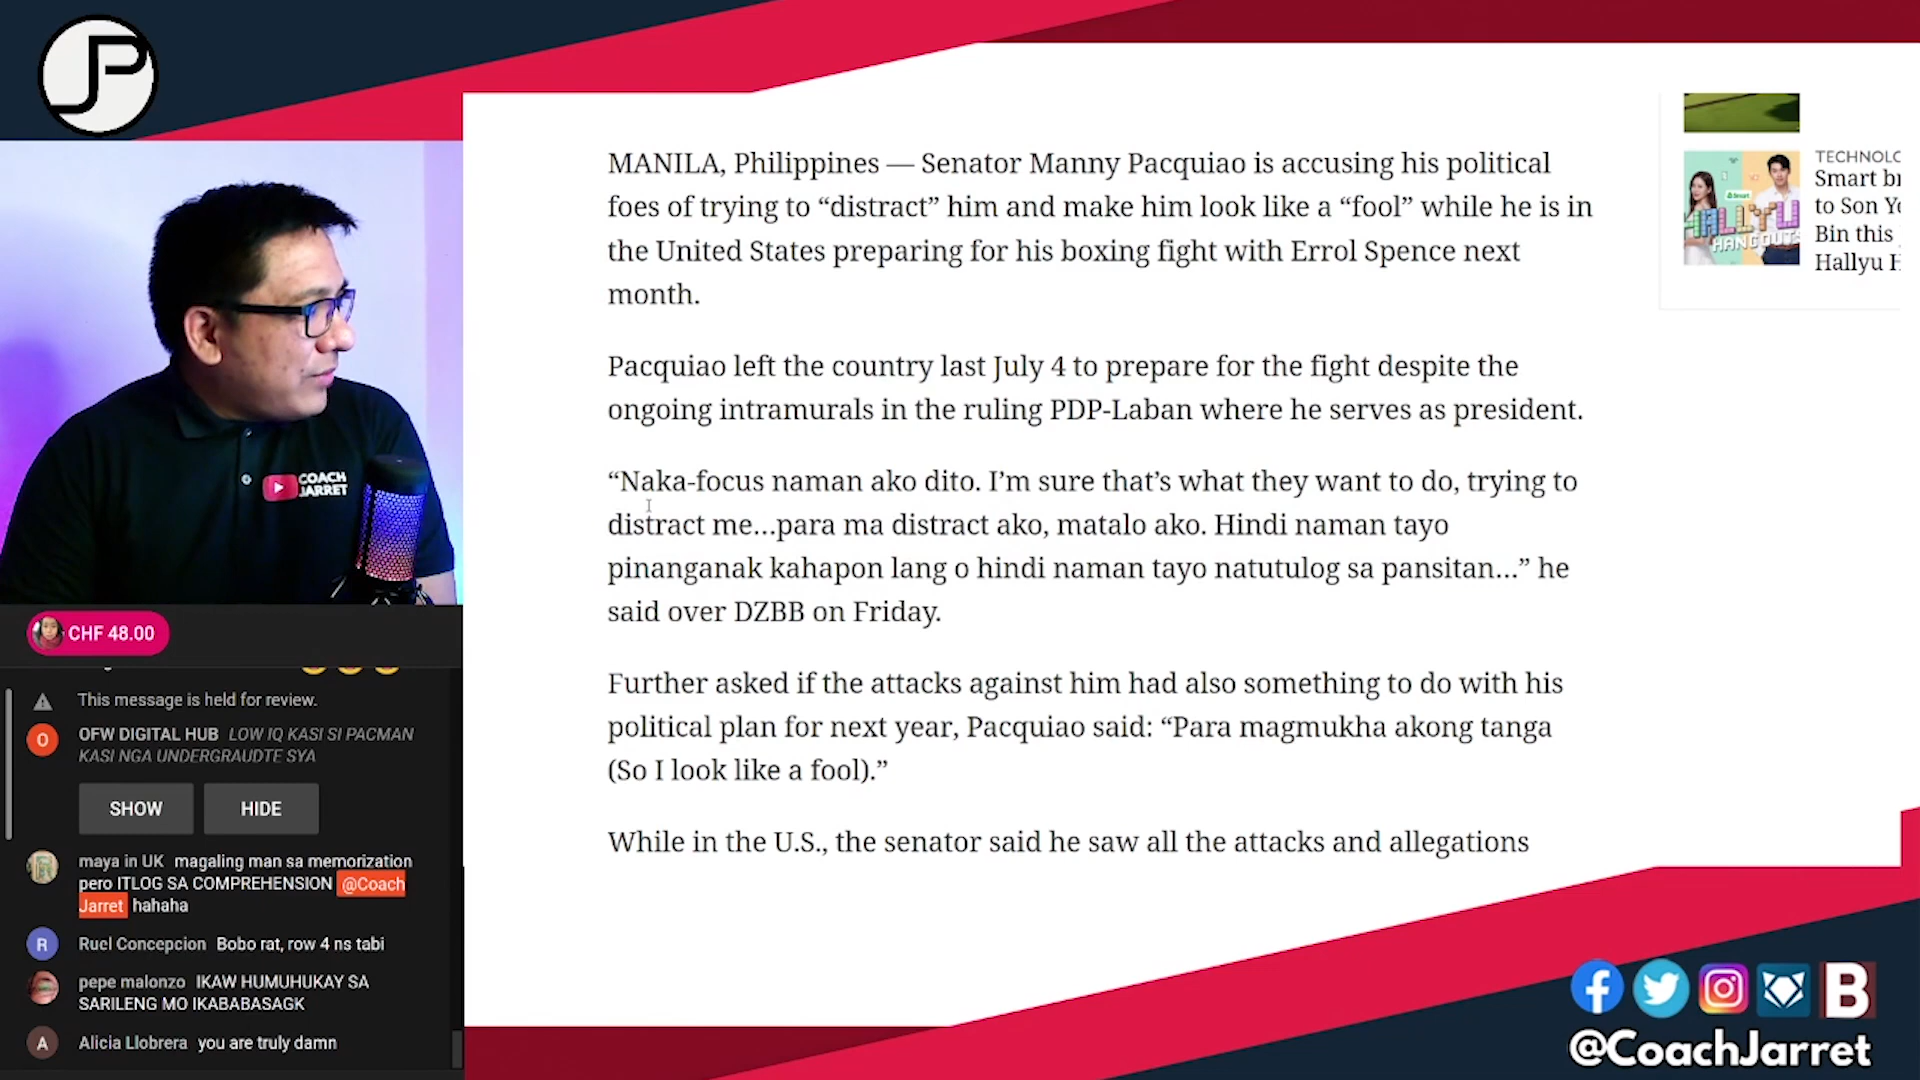 JP
MANILA, Philippines — Senator Manny Pacquiao is accusing his political
foes of trying to “distract” him and make him look like a “fool” while he is in
the United States preparing for his boxing fight with Errol Spence next
month.
Pacquiao left the country last July 4 to prepare for the fight despite the
ongoing intramurals in the ruling PDP-Laban where he serves as president.
“Naka-focus naman ako dito. I’m sure that’s what they want to do, trying to
distract me…para ma distract ako, matalo ako. Hindi naman tayo
pinanganak kahapon lang o hindi naman tayo natutulog sa pansitan…” he
said over DZBB on Friday.
Further asked if the attacks against him had also something to do with his
political plan for next year, Pacquiao said: “Para magmukha akong tanga
(So I look like a fool).”
While in the U.S., the senator said he saw all the attacks and allegations
Smart
HALLYU
HANGOUT
TECHNOLO
Smart br
to Son Ye
Bin this
Hallyu H
COACH
JARRET
CHF 48.00
This message is held for review.
O
OFW DIGITAL HUB LOW IQ KASI SI PACMAN
KASI NGA UNDERGRAUDTE SYA
SHOW HIDE
maya in UK magaling man sa memorization
pero ITLOG SA COMPREHENSION @Coach
Jarret hahaha
R
Ruel Concepcion Bobo rat, row 4 ns tabi
pepe malonzo IKAW HUMUHUKAY SA
SARILENG MO IKABABASAGK
A
Alicia Llobrera you are truly damn
B
@CoachJarret